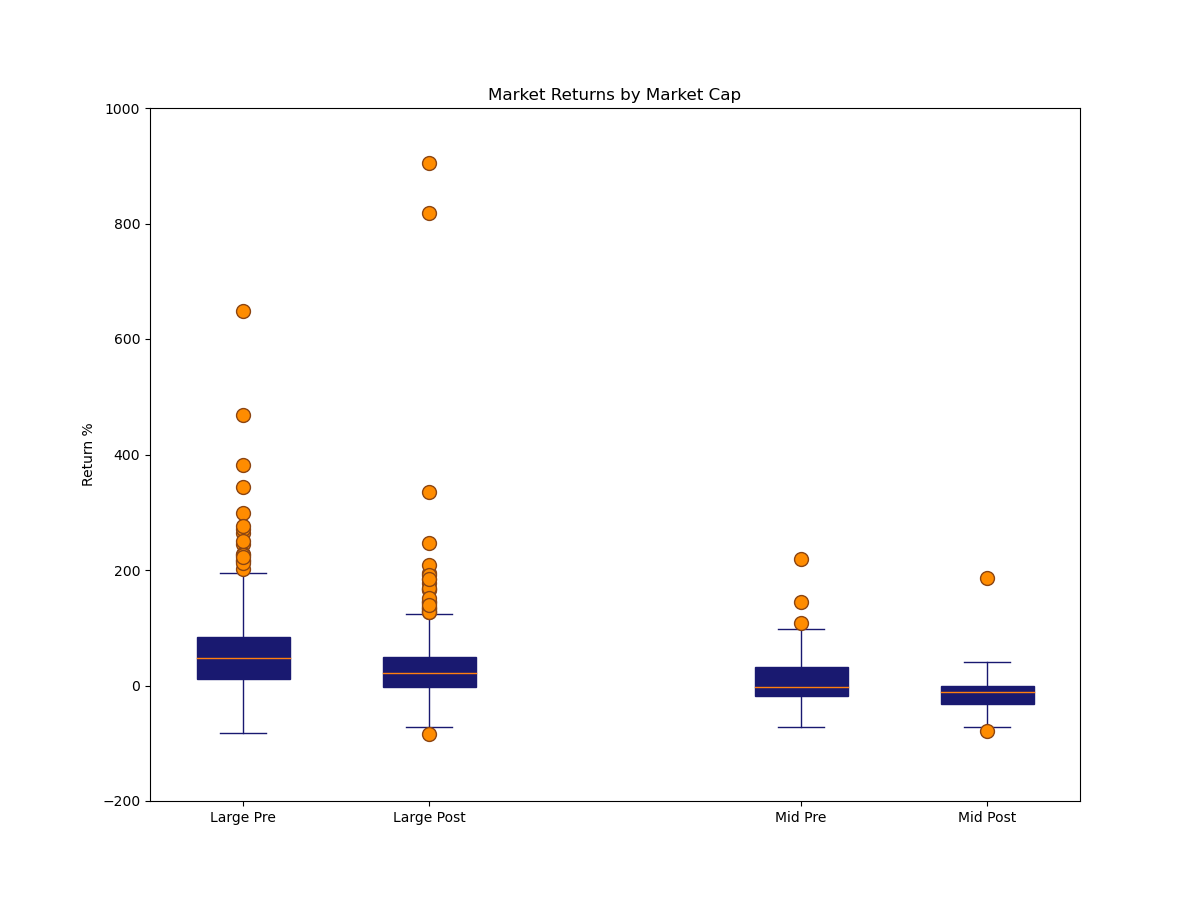 Market Returns by Market Cap
1000
800
600
400
200
0
−200
Return %
Large Pre
Large Post
Mid Pre
Mid Post